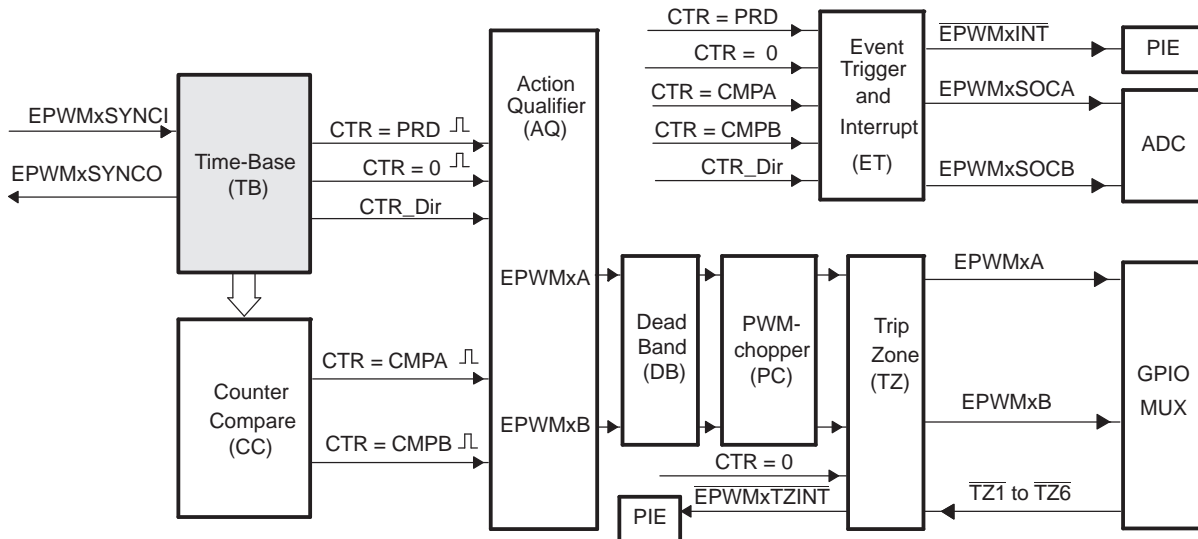 EPWMxSYNCI
EPWMxSYNCO
Time-Base
(TB)
CTR = PRD
CTR = 0
CTR_Dir
Counter
Compare
(CC)
CTR = CMPA
CTR = CMPB
Action
Qualifier
(AQ)
EPWMxA
EPWMxB
CTR = PRD
CTR = 0
CTR = CMPA
CTR = CMPB
CTR_Dir
Event
Trigger
and
Interrupt
(ET)
EPWMxINT
EPWMxSOCA
EPWMxSOCB
PIE
ADC
Dead
Band
(DB)
PWM-
chopper
(PC)
Trip
Zone
(TZ)
CTR = 0
EPWMxTZINT
PIE
EPWMxA
EPWMxB
TZ1 to TZ6
GPIO
MUX